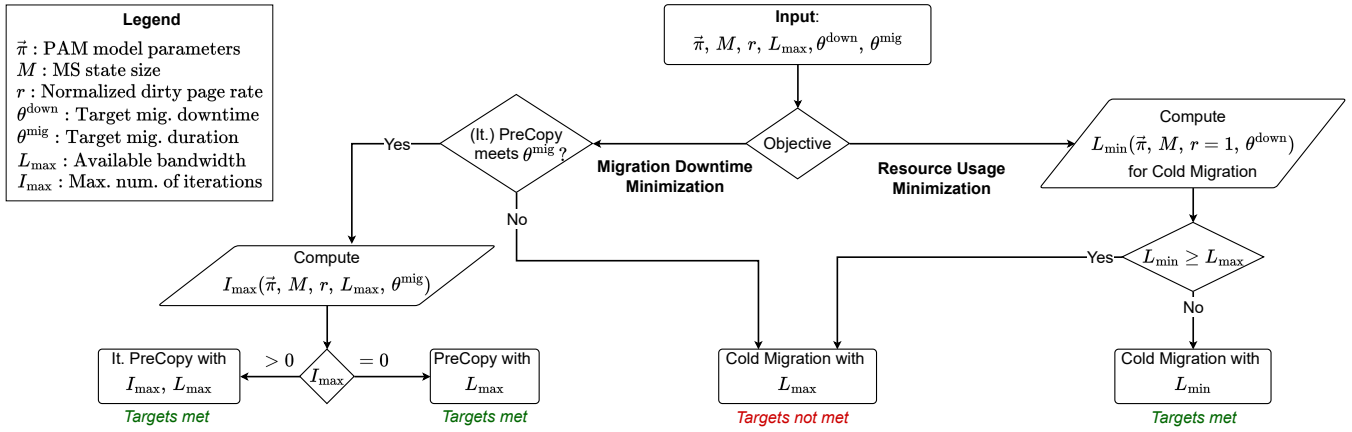 Legend
π⃗ : PAM model parameters
M : MS state size
r : Normalized dirty page rate
θ^down : Target mig. downtime
θ^mig : Target mig. duration
L_max : Available bandwidth
I_max : Max. num. of iterations
Input:
π⃗, M, r, L_max, θ^down, θ^mig
Objective
Migration Downtime
Minimization
Resource Usage
Minimization
(It.) PreCopy
meets θ^mig?
Yes
No
Compute
L_min(π⃗, M, r = 1, θ^down)
for Cold Migration
L_min ≥ L_max
Yes
No
Compute
I_max(π⃗, M, r, L_max, θ^mig)
I_max
> 0
= 0
It. PreCopy with
I_max, L_max
Targets met
PreCopy with
L_max
Targets met
Cold Migration with
L_max
Targets not met
Cold Migration with
L_min
Targets met